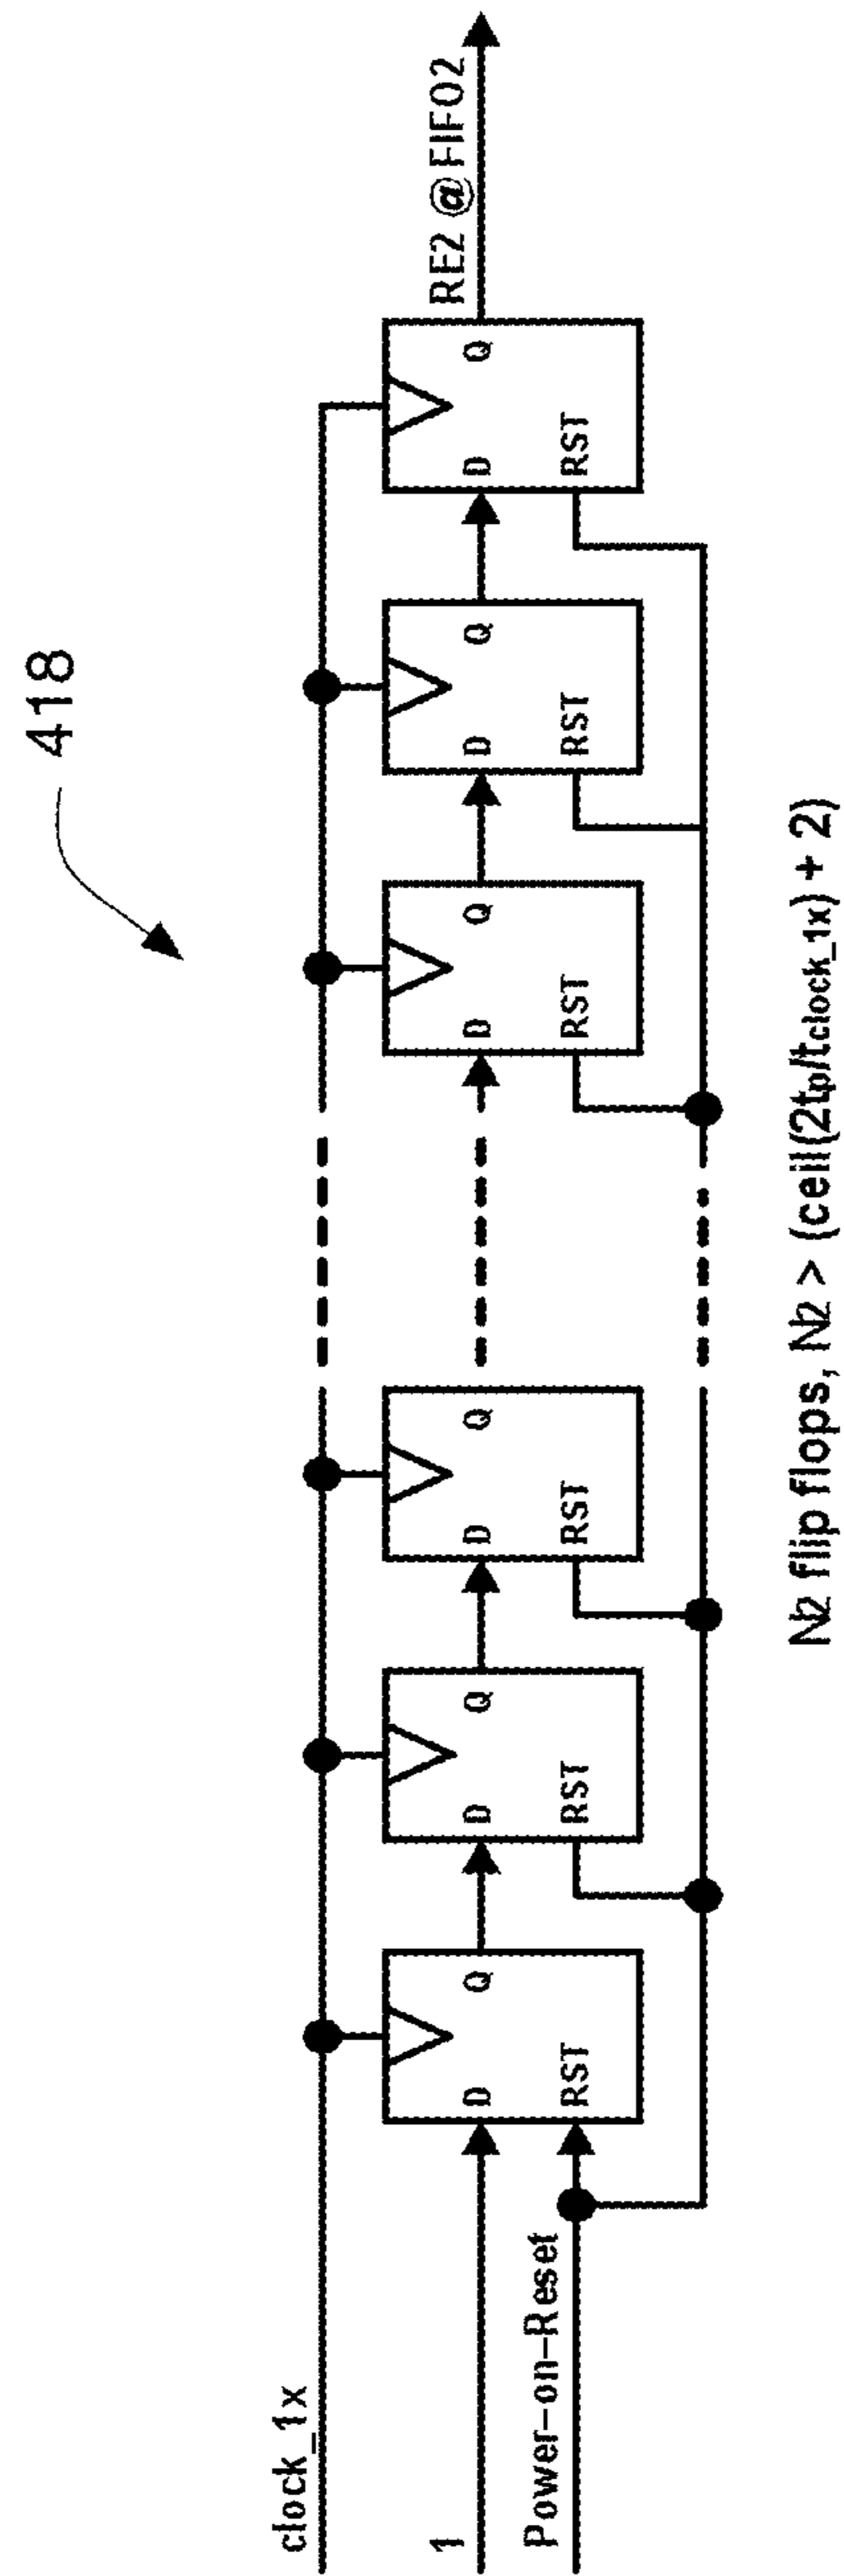 418
clock_1x
1
Power-on-Reset
D Q
RST
D Q
RST
D Q
RST
D Q
RST
D Q
RST
D Q
RST
RE2 @FIFO2
N2 flip flops, N2 > (ceil(2tp/tclock_1x) + 2)